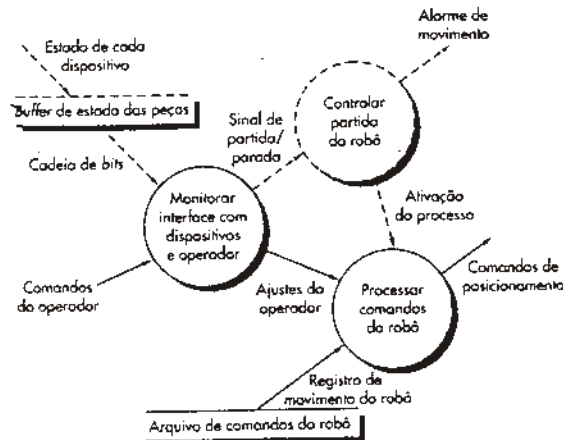 Alarme de
movimento
Estado de cada
dispositivo
Buffer de estado das peças
Controlar
partida
do robô
Sinal de
partida/
parada
Cadeia de bits
Monitorar
interface com
dispositivos
e operador
Ativação
do processo
Comandos
do operador
Ajustes do
operador
Processar
comandos
do robô
Comandos de
posicionamento
Registro de
movimento do robô
Arquivo de comandos do robô